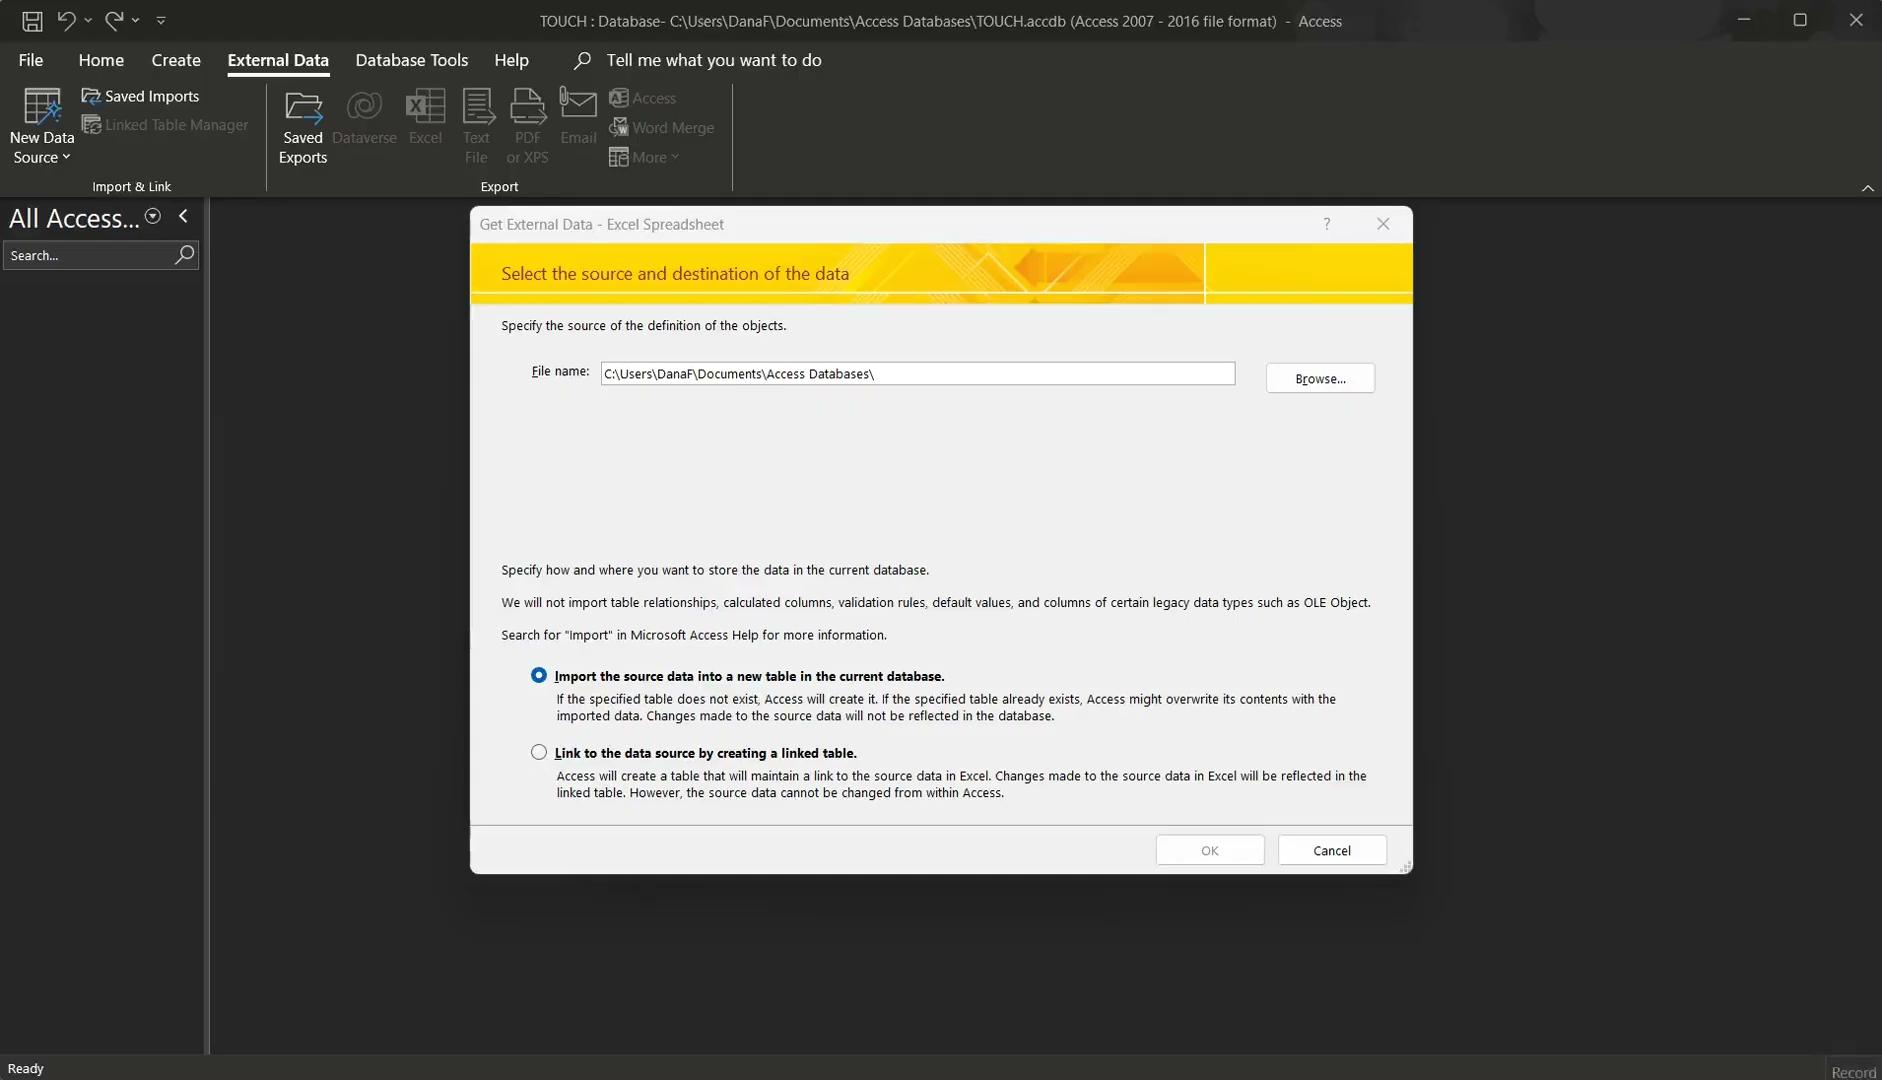 TOUCH : Database- C:\Users\DanaF\Documents\Access Databases\TOUCH.accdb (Access 2007 - 2016 file format) - Access
File Home Create External Data Database Tools Help Tell me what you want to do
New Data Source
Saved Imports
Linked Table Manager
Import & Link
Saved Exports
Dataverse
Excel
Text File
PDF or XPS
Email
Access
Word Merge
More
Export
All Access...
Search...
Get External Data - Excel Spreadsheet
?
Select the source and destination of the data
Specify the source of the definition of the objects.
File name: C:\Users\DanaF\Documents\Access Databases\
Browse...
Specify how and where you want to store the data in the current database.
We will not import table relationships, calculated columns, validation rules, default values, and columns of certain legacy data types such as OLE Object.
Search for "Import" in Microsoft Access Help for more information.
Import the source data into a new table in the current database.
If the specified table does not exist, Access will create it. If the specified table already exists, Access might overwrite its contents with the
imported data. Changes made to the source data will not be reflected in the database.
Link to the data source by creating a linked table.
Access will create a table that will maintain a link to the source data in Excel. Changes made to the source data in Excel will be reflected in the
linked table. However, the source data cannot be changed from within Access.
OK Cancel
Ready
Record